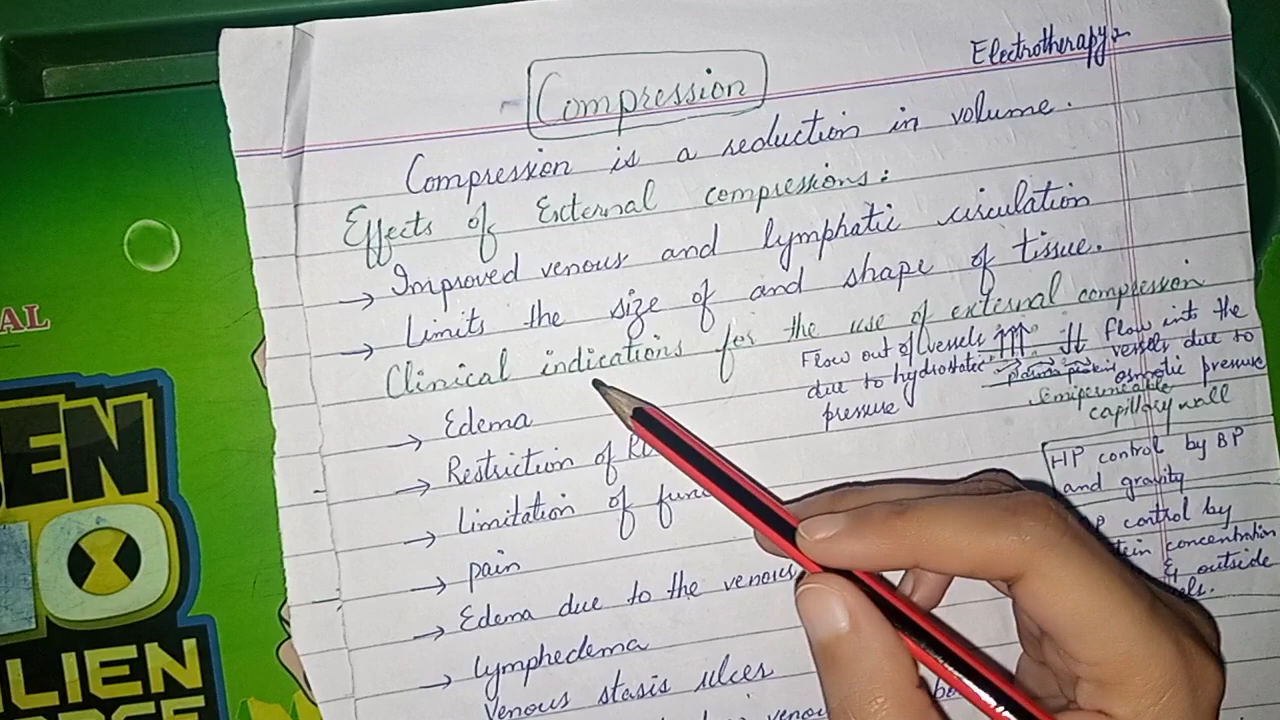 Electrotherapy 2
Compression
Compression is a reduction in volume.
Effects of External compressions:
→ Improved venous and lymphatic circulation
→ Limits the size of and shape of tissue.
Clinical indications for the use of external compression
→ Edema
→ Restriction of
→ Limitation of
→ pain
→ Edema due to the venous
→ lymphedema
Venous stasis ulcer
Flow out of vessels ↑↑↑
due to hydrostatic
pressure
↓↓ Flow into the
vessels due to
osmotic pressure
Semipermeable
capillary wall
HP control by BP
and gravity
control by
concentration
& outside
AL
EN
LIEN